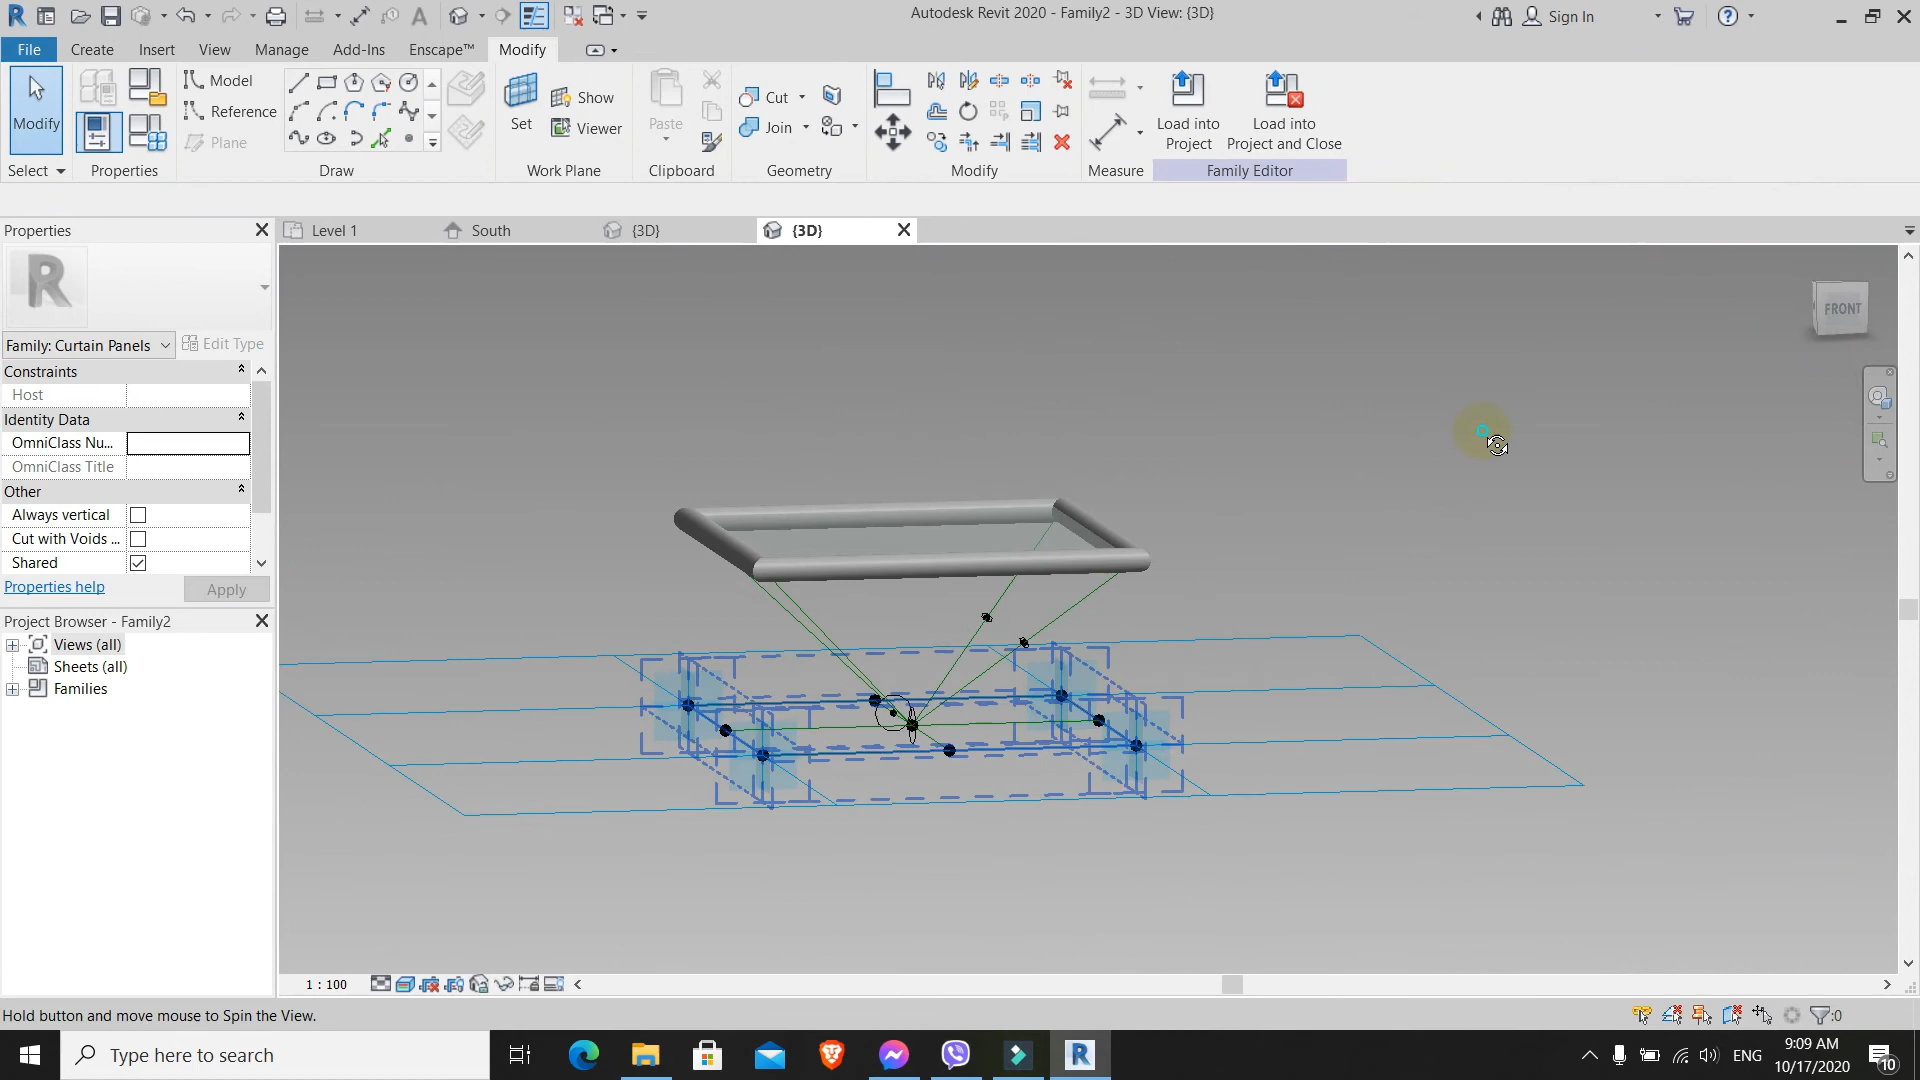 Autodesk Revit 2020 - Family2 - 3D View: {3D}
Sign In
File Create Insert View Manage Add-Ins Enscape™ Modify
Modify
Model
Reference
Plane
Set
Show
Viewer
Paste
Cut
Join
Load into Project
Load into Project and Close
Select Properties Draw Work Plane Clipboard Geometry Modify Measure Family Editor
Properties
Level 1 South {3D} {3D}
R
Family: Curtain Panels Edit Type
Constraints
Host
Identity Data
OmniClass Nu...
OmniClass Title
Other
Always vertical
Cut with Voids ...
Shared
Properties help Apply
Project Browser - Family2
Views (all)
Sheets (all)
Families
FRONT
1 : 100
Hold button and move mouse to Spin the View.
:0
Type here to search
ENG
9:09 AM
10/17/2020
10